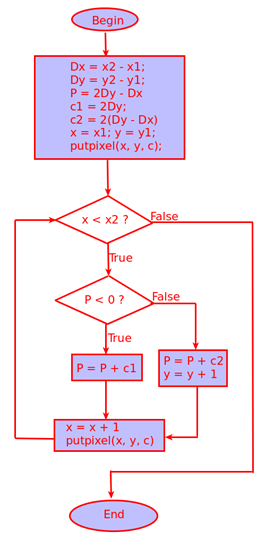 Begin
Dx = x2 - x1;
Dy = y2 - y1;
P = 2Dy - Dx
c1 = 2Dy;
c2 = 2(Dy - Dx)
x = x1; y = y1;
putpixel(x, y, c);
x < x2 ?
False
True
P < 0 ?
False
True
P = P + c1
P = P + c2
y = y + 1
x = x + 1
putpixel(x, y, c)
End